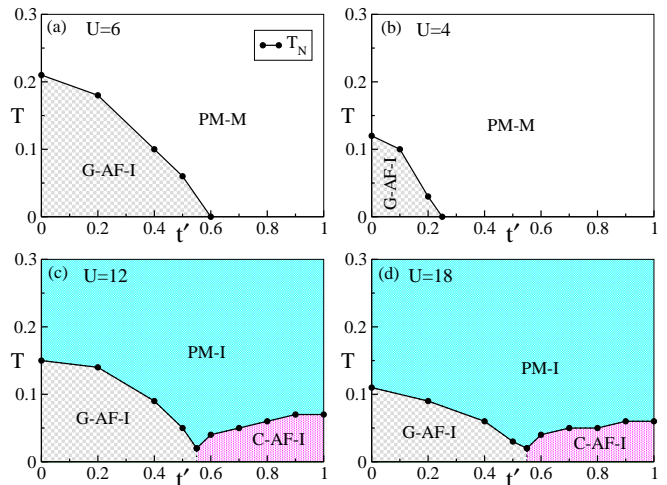 (a) U=6
T_N
0.3
0.2
T
0.1
0
PM-M
G-AF-I
0 0.2 0.4 0.6 0.8 1
t′
(b) U=4
0.3
0.2
T
0.1
0
PM-M
G-AF-I
0 0.2 0.4 0.6 0.8 1
t′
(c) U=12
0.3
0.2
T
0.1
0
PM-I
G-AF-I
C-AF-I
0 0.2 0.4 0.6 0.8 1
t′
(d) U=18
0.3
0.2
T
0.1
0
PM-I
G-AF-I
C-AF-I
0 0.2 0.4 0.6 0.8 1
t′